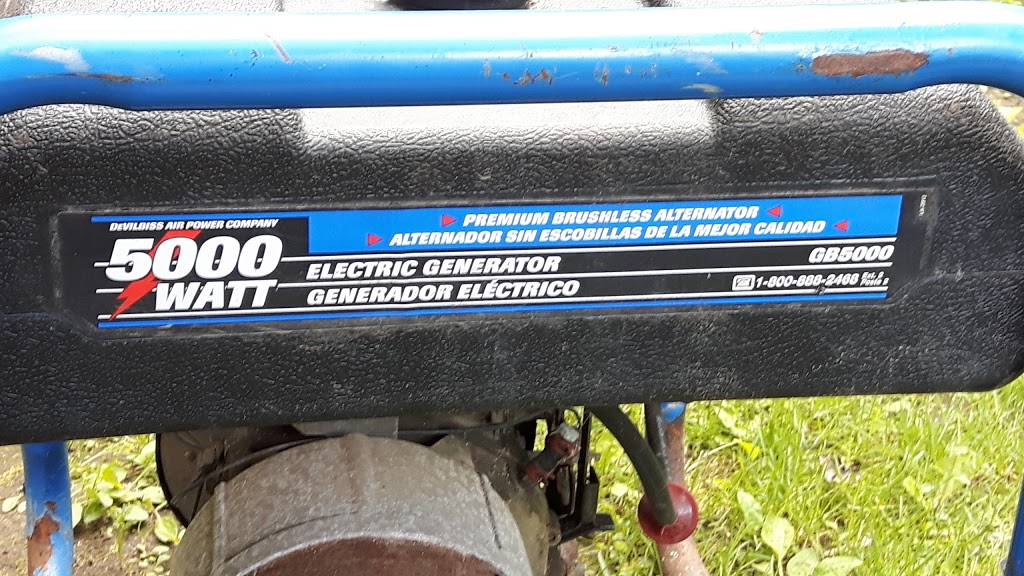 DEVILBISS AIR POWER COMPANY
5000
WATT
PREMIUM BRUSHLESS ALTERNATOR
ALTERNADOR SIN ESCOBILLAS DE LA MEJOR CALIDAD
ELECTRIC GENERATOR
GB5000
GENERADOR ELÉCTRICO
1-800-888-2468